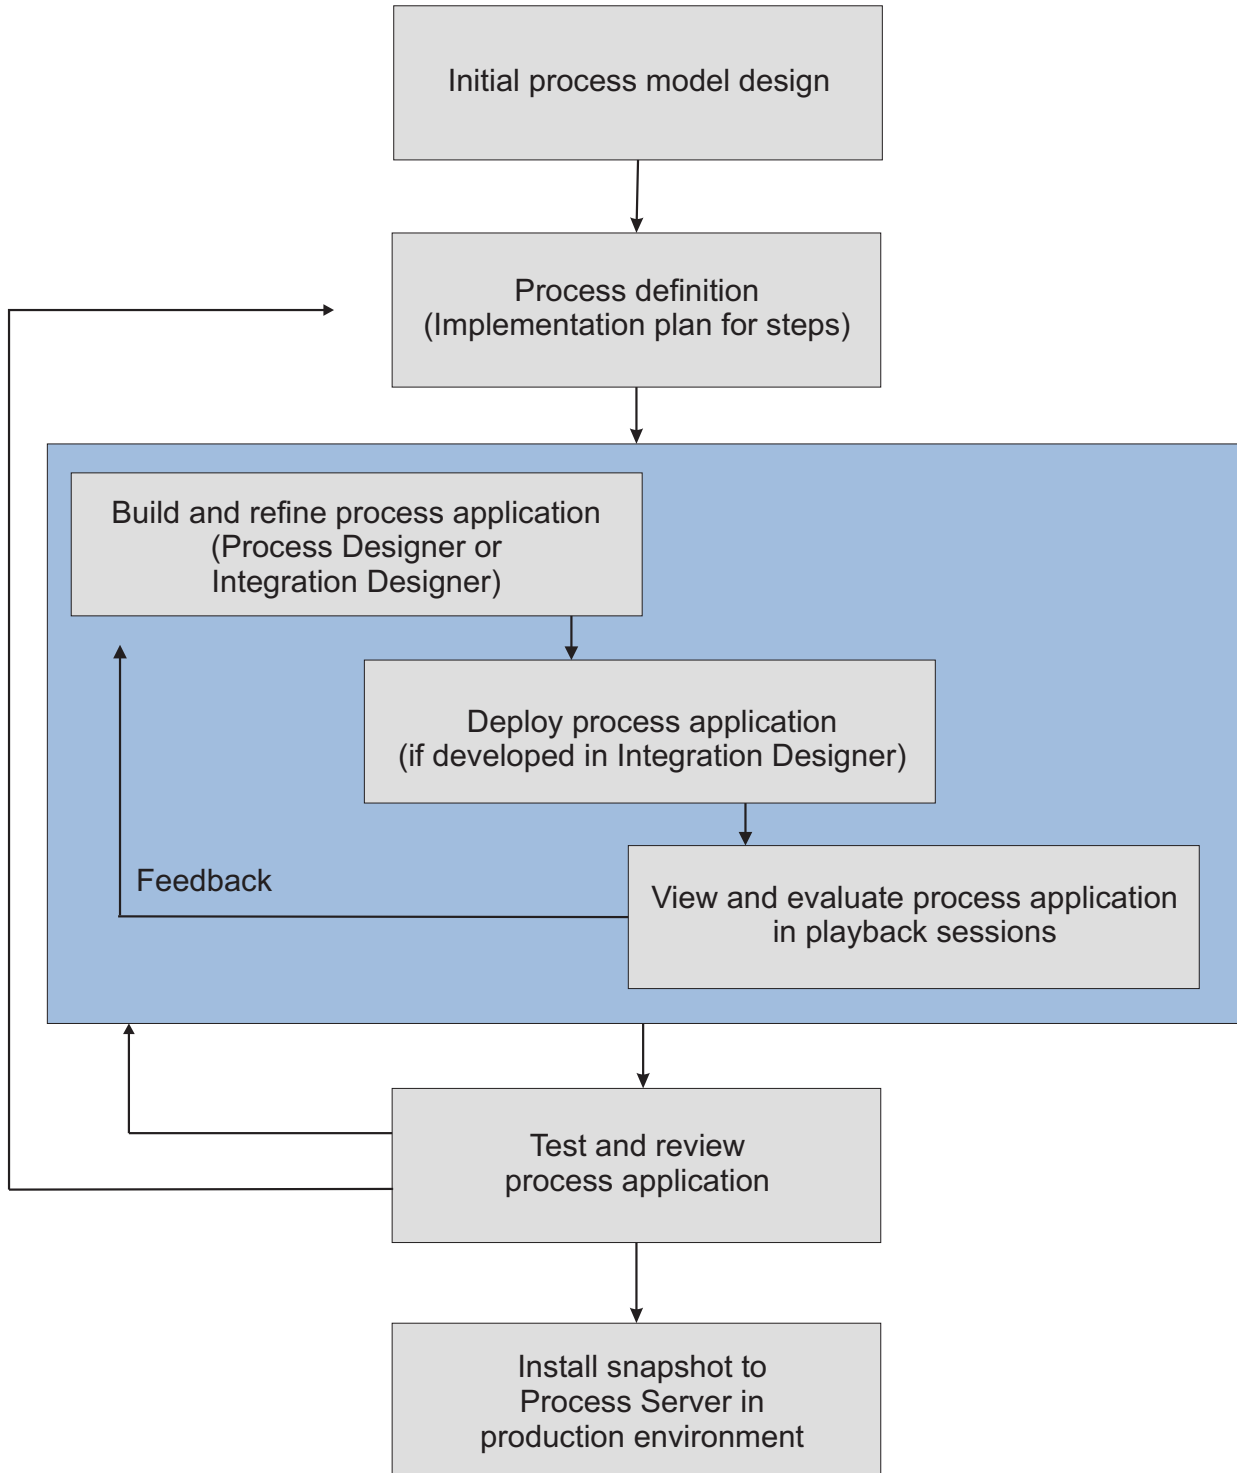 Initial process model design
Process definition
(Implementation plan for steps)
Build and refine process application
(Process Designer or
Integration Designer)
Deploy process application
(if developed in Integration Designer)
Feedback
View and evaluate process application
in playback sessions
Test and review
process application
Install snapshot to
Process Server in
production environment